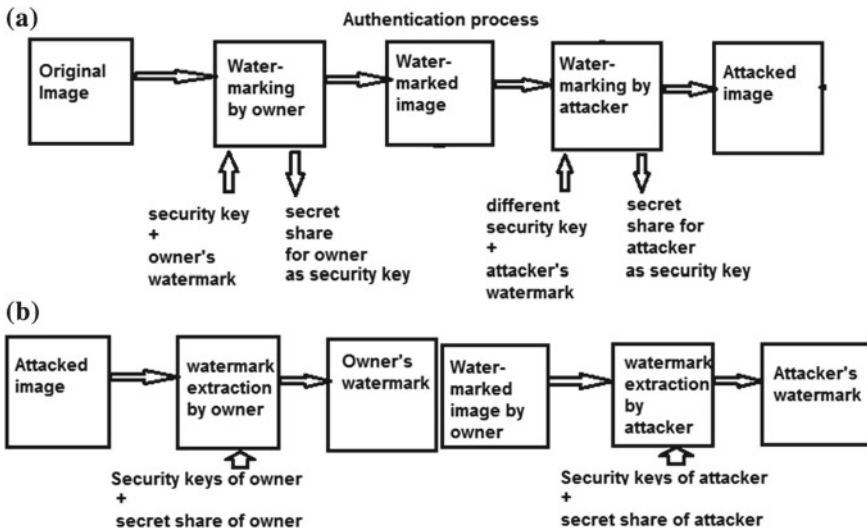 (a)
Authentication process
Original
Image
Water-
marking
by owner
Water-
marked
image
Water-
marking by
attacker
Attacked
image
security key
+
owner's
watermark
secret
share
for owner
as security key
different
security key
+
attacker's
watermark
secret
share for
attacker
as security key
(b)
Attacked
image
watermark
extraction
by owner
Owner's
watermark
Water-
marked
image by
owner
watermark
extraction
by
attacker
Attacker's
watermark
Security keys of owner
+
secret share of owner
Security keys of attacker
+
secret share of attacker